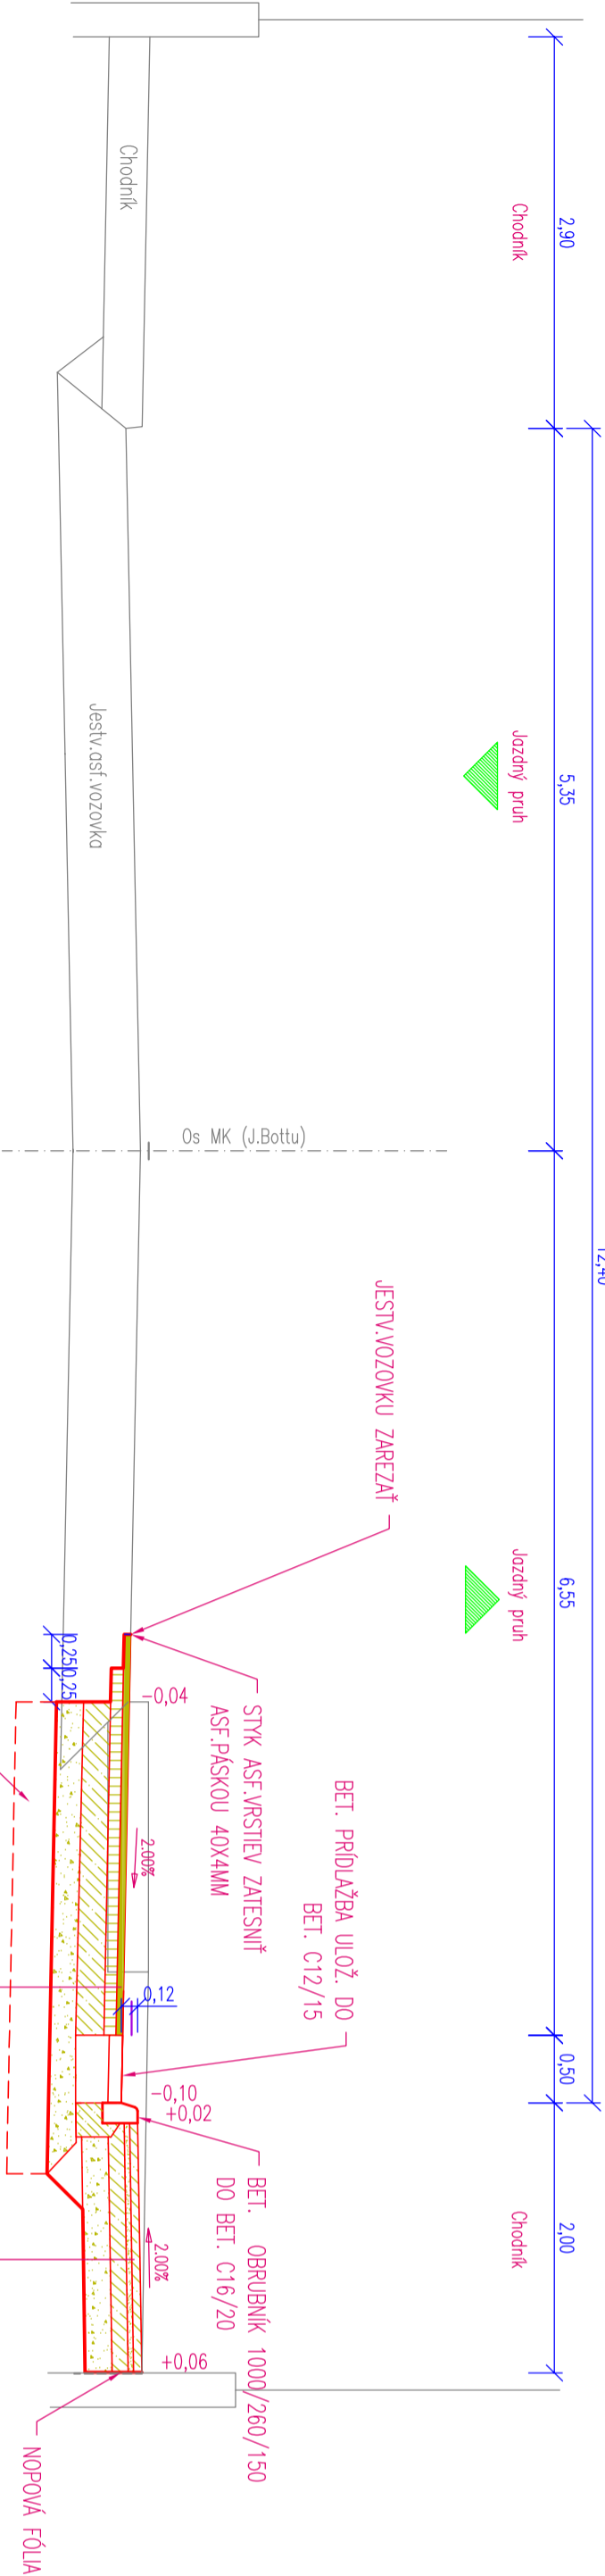 2,90
5,35
6,55
0,50
2,00
Chodník
Jazdný pruh
Jazdný pruh
Chodník
Os MK (J.Bottu)
JESTV.VOZOVKU ZAREZAŤ
STYK ASF.VRSTIEV ZATESNIŤ
ASF.PÁSKOU 40X4MM
BET. PRÍDLAŽBA ULOŽ. DO
BET. C12/15
BET. OBRUBNÍK 1000/260/150
DO BET. C16/20
Chodník
Jestv.asf.vozovka
-0,04
2.00%
0,12
-0,10
+0,02
2.00%
+0,06
0,25
0,25
NOPOVÁ FÓLIA